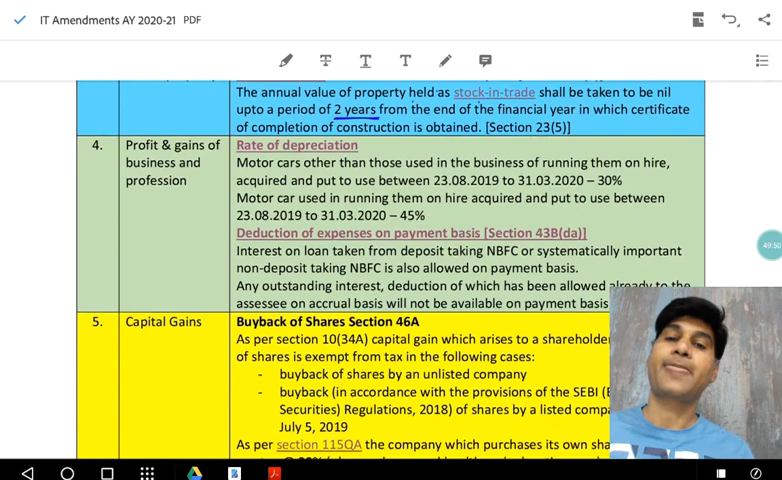 IT Amendments AY 2020-21 PDF
The annual value of property held as stock-in-trade shall be taken to be nil
upto a period of 2 years from the end of the financial year in which certificate
of completion of construction is obtained. [Section 23(5)]
4. Profit & gains of business and profession
Rate of depreciation
Motor cars other than those used in the business of running them on hire,
acquired and put to use between 23.08.2019 to 31.03.2020 – 30%
Motor car used in running them on hire acquired and put to use between
23.08.2019 to 31.03.2020 – 45%
Deduction of expenses on payment basis [Section 43B(da)]
Interest on loan taken from deposit taking NBFC or systematically important
non-deposit taking NBFC is also allowed on payment basis.
Any outstanding interest, deduction of which has been allowed already to the
assessee on accrual basis will not be available on payment basis
5. Capital Gains
Buyback of Shares Section 46A
As per section 10(34A) capital gain which arises to a shareholder
of shares is exempt from tax in the following cases:
- buyback of shares by an unlisted company
- buyback (in accordance with the provisions of the SEBI
Securities) Regulations, 2018) of shares by a listed
July 5, 2019
As per section 115QA the company which purchases its own
49:50